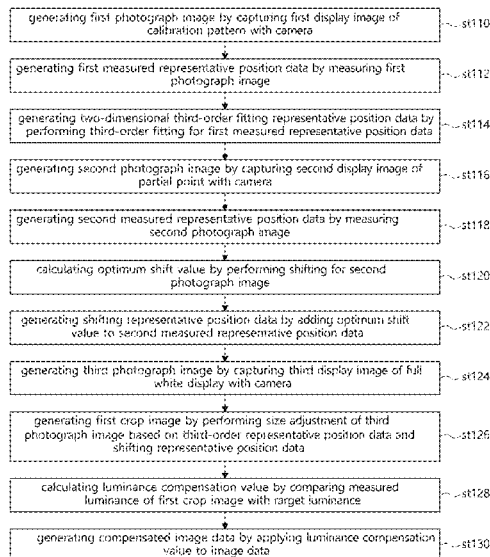 generating first photograph image by capturing first display image of
calibration pattern with camera
st110
generating first measured representative position data by measuring first
photograph image
st112
generating two-dimensional third-order fitting representative position data by
performing third-order fitting for first measured representative position data
st114
generating second photograph image by capturing second display image of
partial point with camera
st116
generating second measured representative position data by measuring
second photograph image
st118
calculating optimum shift value by performing shifting for second
photograph image
st120
generating shifting representative position data by adding optimum shift
value to second measured representative position data
st122
generating third photograph image by capturing third display image of full
white display with camera
st124
generating first crop image by performing size adjustment of third
photograph image based on third-order representative position data and
shifting representative position data
st126
calculating luminance compensation value by comparing measured
luminance of first crop image with target luminance
st128
generating compensated image data by applying luminance compensation
value to image data
st130